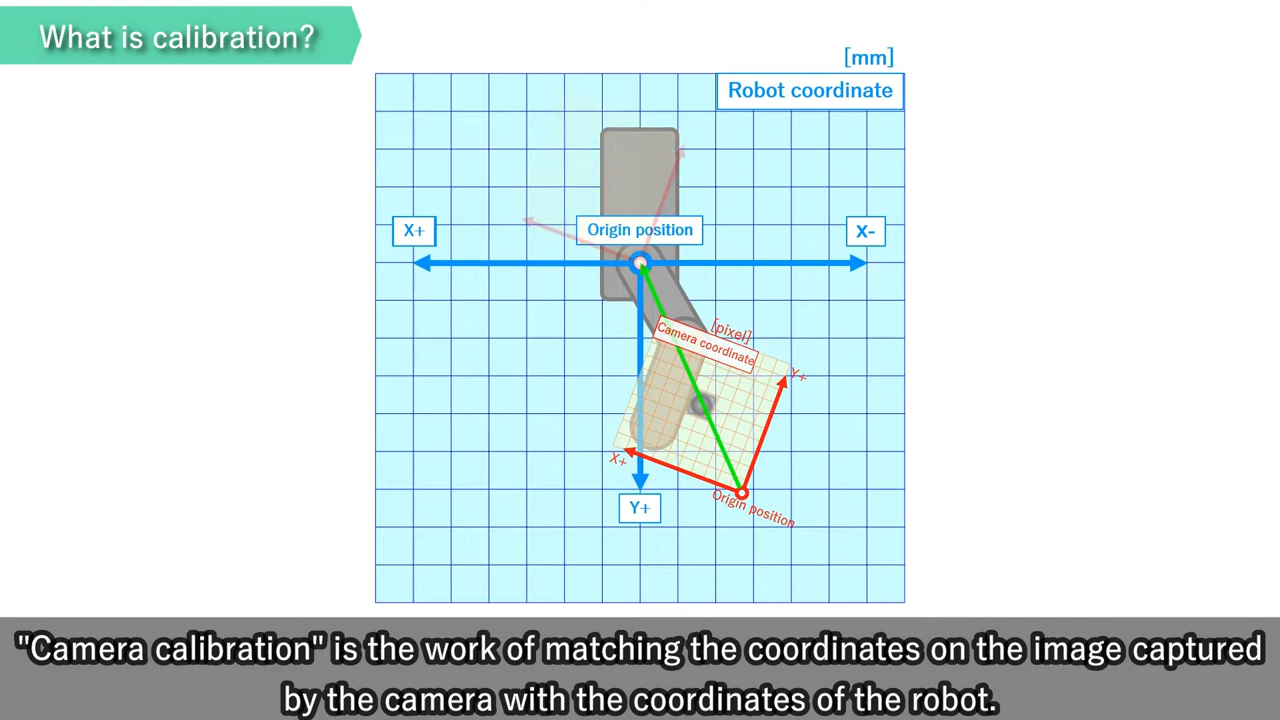 What is calibration?
[mm]
Robot coordinate
X+
Origin position
X-
[pixel]
Camera coordinate
Y+
X+
Origin position
Y+
"Camera calibration" is the work of matching the coordinates on the image captured
by the camera with the coordinates of the robot.